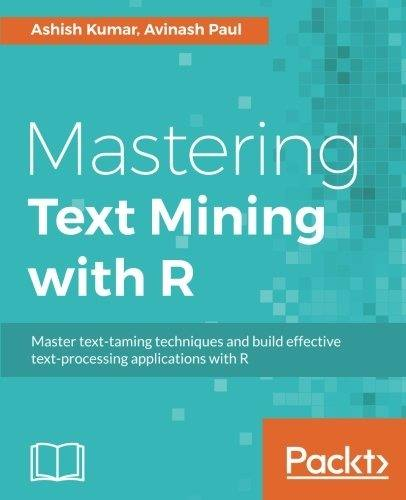 Ashish Kumar, Avinash Paul
Mastering
Text Mining
with R
Master text-taming techniques and build effective
text-processing applications with R
Packt>